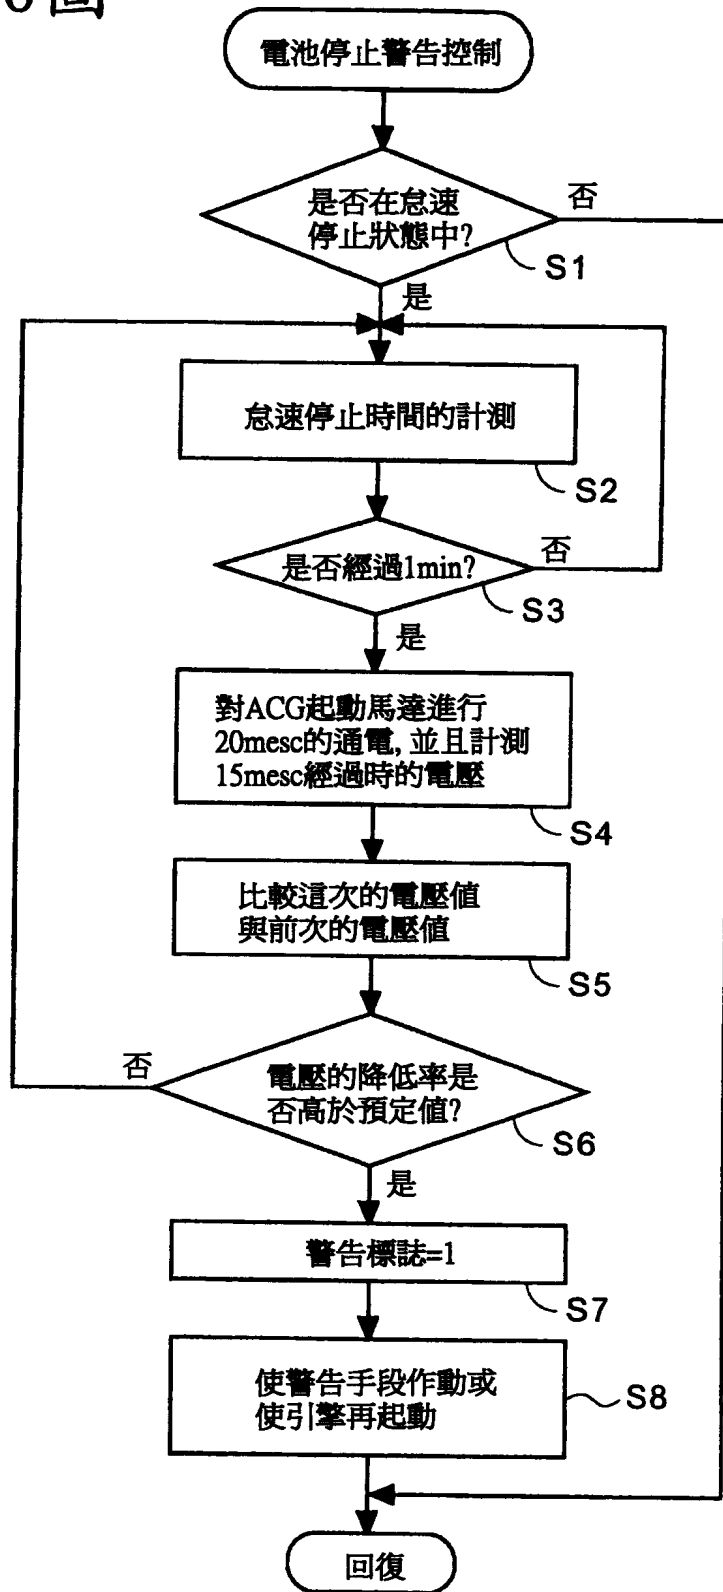 6圖
電池停止警告控制
是否在怠速
停止狀態中?
否
S1
是
怠速停止時間的計測
S2
是否經過1min?
否
S3
是
對ACG起動馬達進行
20mesc的通電, 並且計測
15mesc經過時的電壓
S4
比較這次的電壓值
與前次的電壓值
S5
否
電壓的降低率是
否高於預定值?
S6
是
警告標誌=1
S7
使警告手段作動或
使引擎再起動
S8
回復